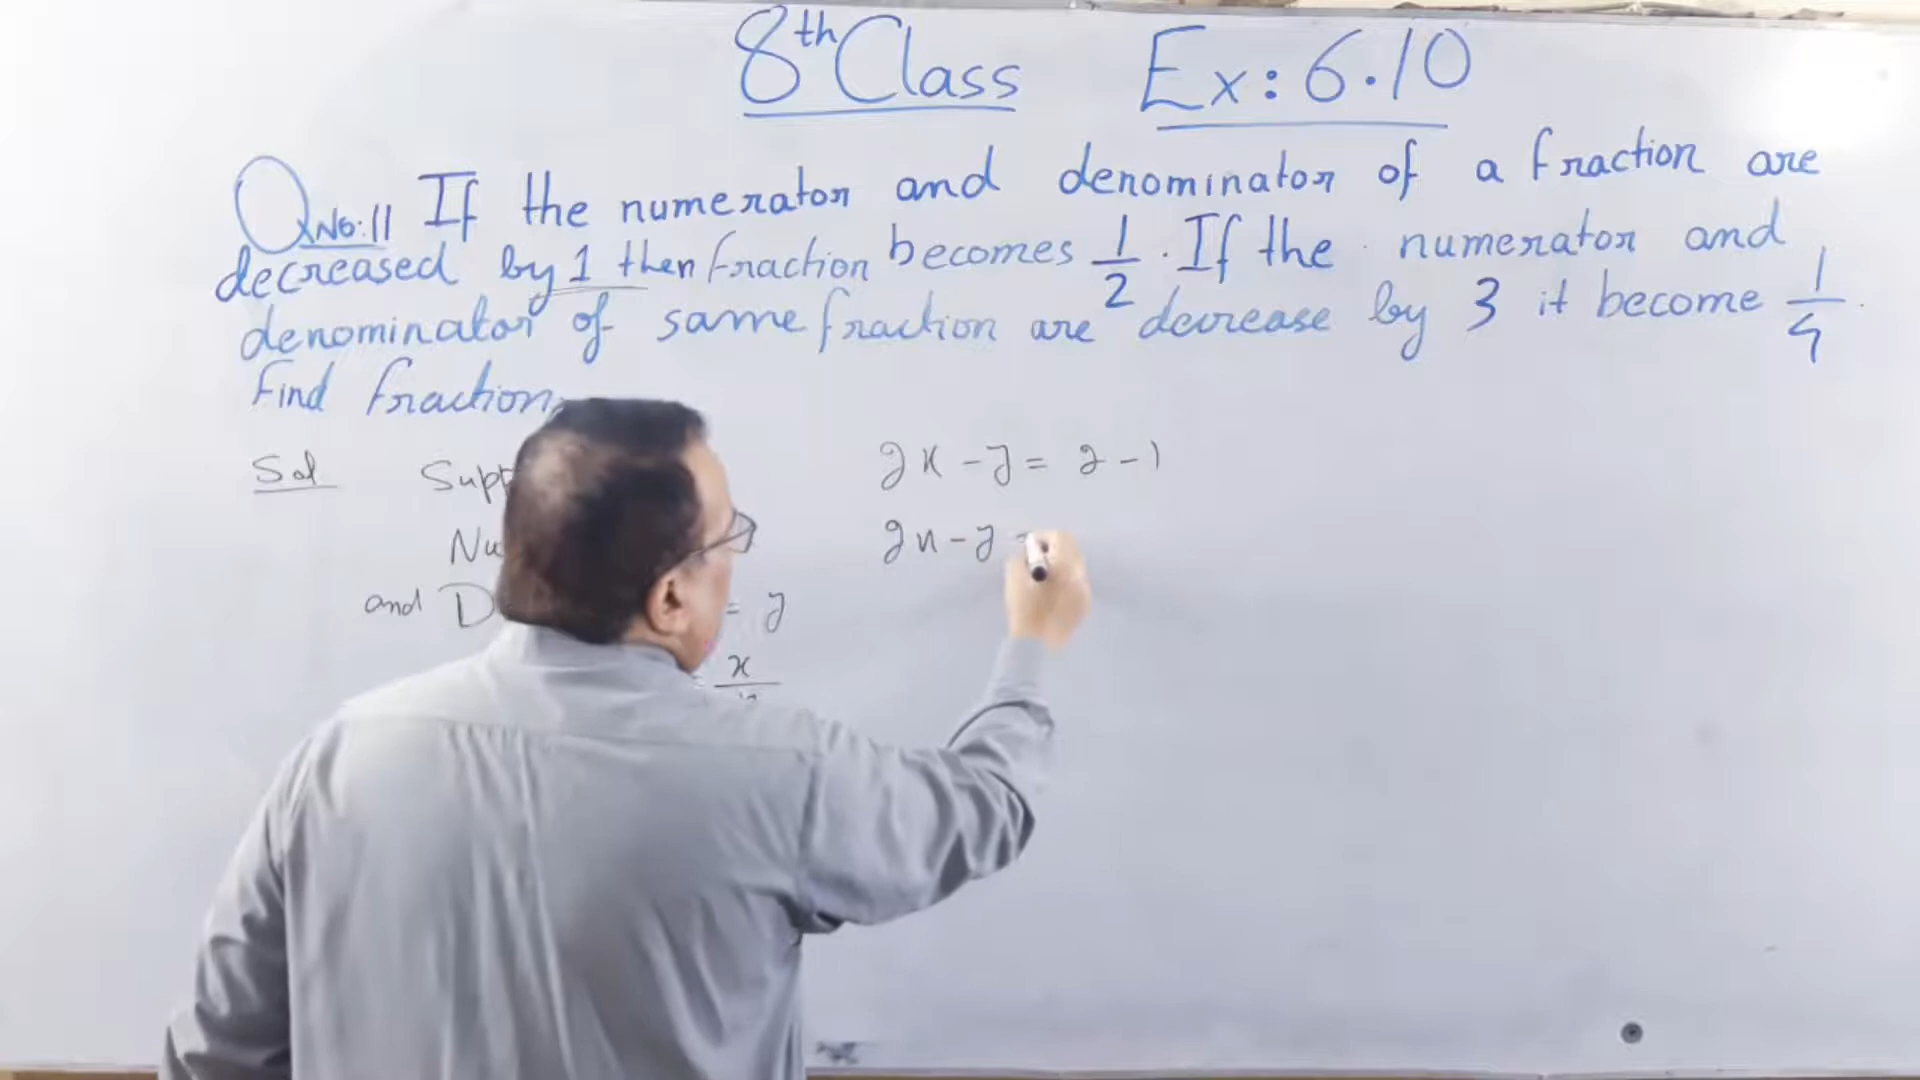 8th Class Ex: 6.10
Q No: 11 If the numerator and denominator of a fraction are
decreased by 1 then fraction becomes 1/2. If the numerator and
denominator of same fraction are decrease by 3 it become 1/4.
Find fraction.
Sol Supp 2x - y = 2 - 1
Nu 2x - y =
and D = y
= x